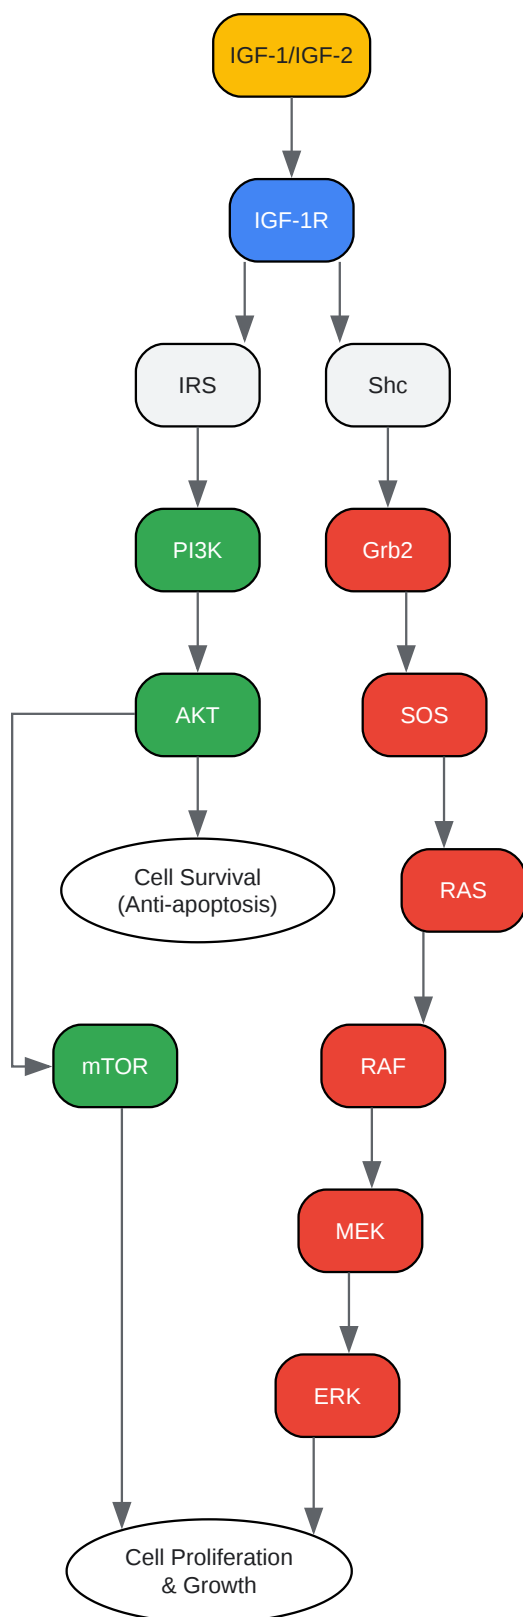 IGF-1/IGF-2
IGF-1R
IRS
Shc
PI3K
Grb2
AKT
SOS
Cell Survival
(Anti-apoptosis)
RAS
mTOR
RAF
MEK
ERK
Cell Proliferation
& Growth